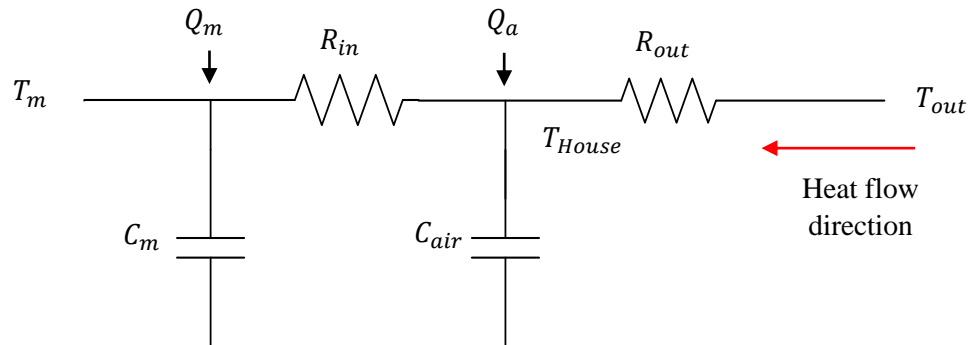 Q_m
R_in
Q_a
R_out
T_m
T_out
T_House
Heat flow
direction
C_m
C_air